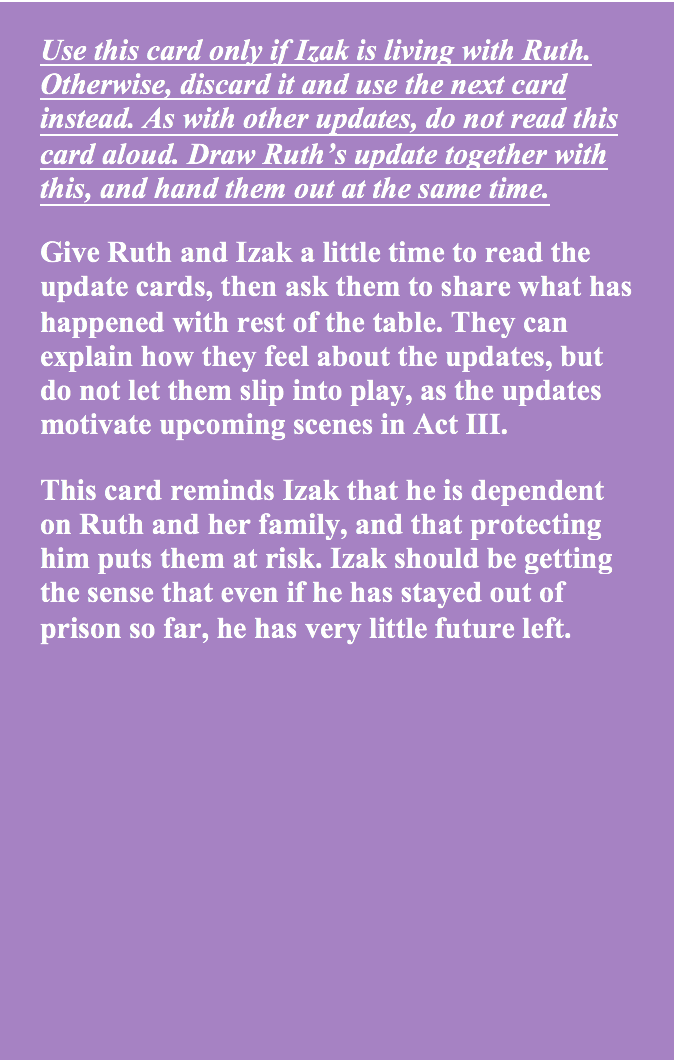 Use this card only if Izak is living with Ruth.
Otherwise, discard it and use the next card
instead. As with other updates, do not read this
card aloud. Draw Ruth’s update together with
this, and hand them out at the same time.
Give Ruth and Izak a little time to read the
update cards, then ask them to share what has
happened with rest of the table. They can
explain how they feel about the updates, but
do not let them slip into play, as the updates
motivate upcoming scenes in Act III.
This card reminds Izak that he is dependent
on Ruth and her family, and that protecting
him puts them at risk. Izak should be getting
the sense that even if he has stayed out of
prison so far, he has very little future left.